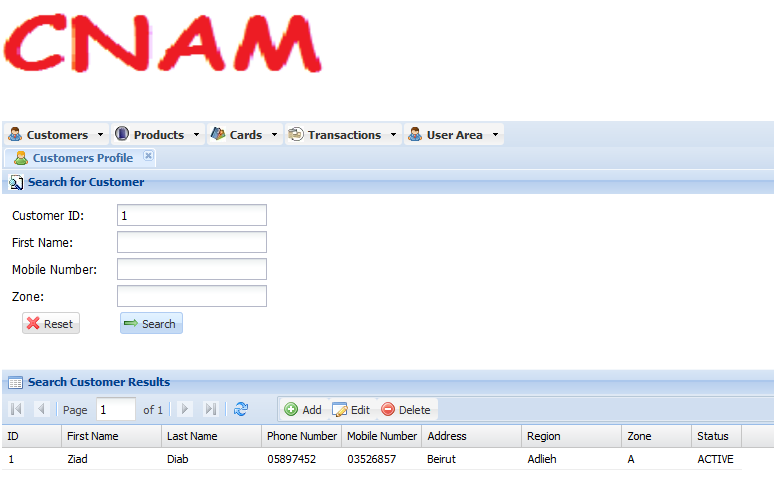 CNAM
Customers Products Cards Transactions User Area
Customers Profile
Search for Customer
Customer ID: 1
First Name:
Mobile Number:
Zone:
Reset Search
Search Customer Results
Page 1 of 1 Add Edit Delete
ID First Name Last Name Phone Number Mobile Number Address Region Zone Status
1 Ziad Diab 05897452 03526857 Beirut Adlieh A ACTIVE